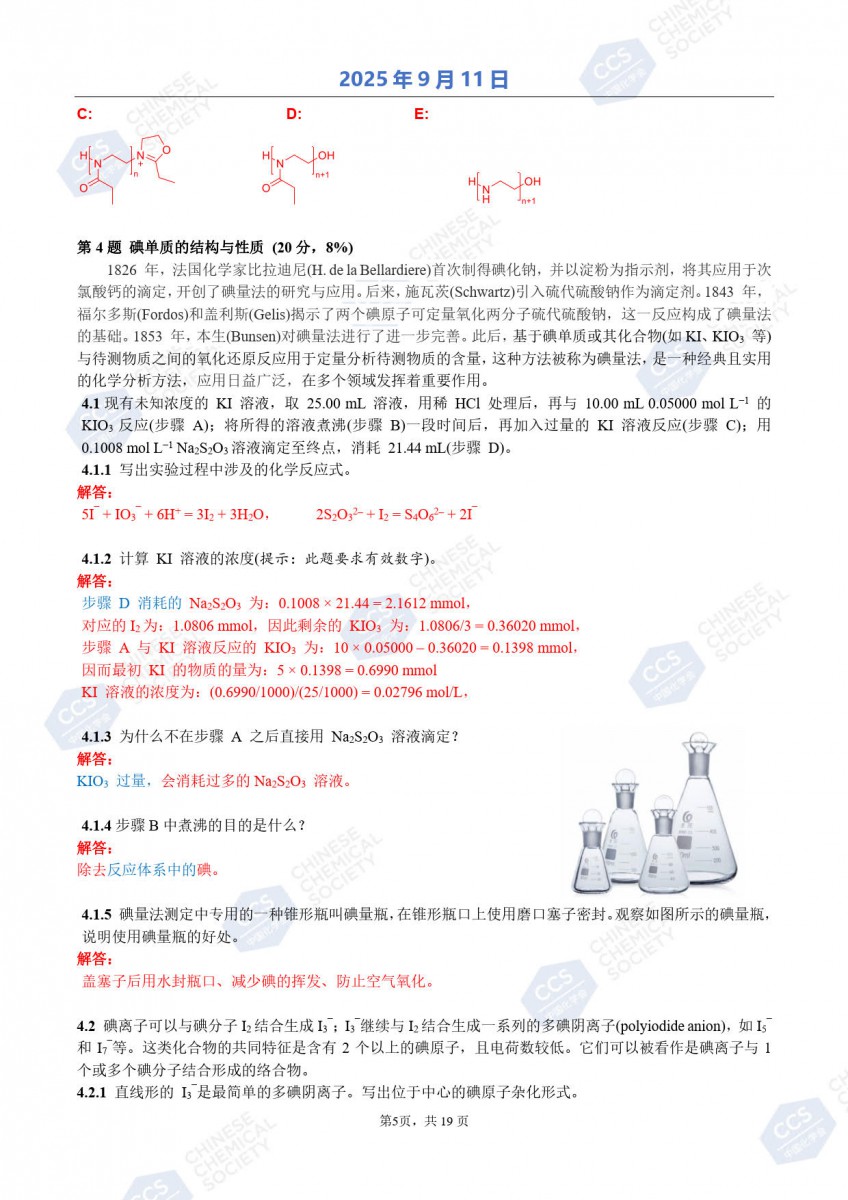 2025年9月11日
C: D: E:
H N n N + O O
H N OH n+1 O
H N H OH n+1
第 4 题 碘单质的结构与性质 (20 分，8%)
1826 年，法国化学家比拉迪尼(H. de la Bellardiere)首次制得碘化钠，并以淀粉为指示剂，将其应用于次
氯酸钙的滴定，开创了碘量法的研究与应用。后来，施瓦茨(Schwartz)引入硫代硫酸钠作为滴定剂。1843 年，
福尔多斯(Fordos)和盖利斯(Gelis)揭示了两个碘原子可定量氧化两分子硫代硫酸钠，这一反应构成了碘量法
的基础。1853 年，本生(Bunsen)对碘量法进行了进一步完善。此后，基于碘单质或其化合物(如 KI、KIO₃ 等)
与待测物质之间的氧化还原反应用于定量分析待测物质的含量，这种方法被称为碘量法，是一种经典且实用
的化学分析方法，应用日益广泛，在多个领域发挥着重要作用。
4.1 现有未知浓度的 KI 溶液，取 25.00 mL 溶液，用稀 HCl 处理后，再与 10.00 mL 0.05000 mol L⁻¹ 的
KIO₃ 反应(步骤 A)；将所得的溶液煮沸(步骤 B)一段时间后，再加入过量的 KI 溶液反应(步骤 C)；用
0.1008 mol L⁻¹ Na₂S₂O₃ 溶液滴定至终点，消耗 21.44 mL(步骤 D)。
4.1.1 写出实验过程中涉及的化学反应式。
解答：
5I⁻ + IO₃⁻ + 6H⁺ = 3I₂ + 3H₂O， 2S₂O₃²⁻ + I₂ = S₄O₆²⁻ + 2I⁻
4.1.2 计算 KI 溶液的浓度(提示：此题要求有效数字)。
解答：
步骤 D 消耗的 Na₂S₂O₃ 为：0.1008 × 21.44 = 2.1612 mmol，
对应的 I₂ 为：1.0806 mmol，因此剩余的 KIO₃ 为：1.0806/3 = 0.36020 mmol，
步骤 A 与 KI 溶液反应的 KIO₃ 为：10 × 0.05000 – 0.36020 = 0.1398 mmol，
因而最初 KI 的物质的量为：5 × 0.1398 = 0.6990 mmol
KI 溶液的浓度为：(0.6990/1000)/(25/1000) = 0.02796 mol/L，
4.1.3 为什么不在步骤 A 之后直接用 Na₂S₂O₃ 溶液滴定？
解答：
KIO₃ 过量，会消耗过多的 Na₂S₂O₃ 溶液。
4.1.4 步骤 B 中煮沸的目的是什么？
解答：
除去反应体系中的碘。
4.1.5 碘量法测定中专用的一种锥形瓶叫碘量瓶，在锥形瓶口上使用磨口塞子密封。观察如图所示的碘量瓶，
说明使用碘量瓶的好处。
解答：
盖塞子后用水封瓶口、减少碘的挥发、防止空气氧化。
4.2 碘离子可以与碘分子 I₂ 结合生成 I₃⁻；I₃⁻继续与 I₂ 结合生成一系列的多碘阴离子(polyiodide anion)，如 I₅⁻
和 I₇⁻等。这类化合物的共同特征是含有 2 个以上的碘原子，且电荷数较低。它们可以被看作是碘离子与 1
个或多个碘分子结合形成的络合物。
4.2.1 直线形的 I₃⁻是最简单的多碘阴离子。写出位于中心的碘原子杂化形式。
第5页，共 19 页
CCS
中国化学会
CHINESE
CHEMICAL
SOCIETY